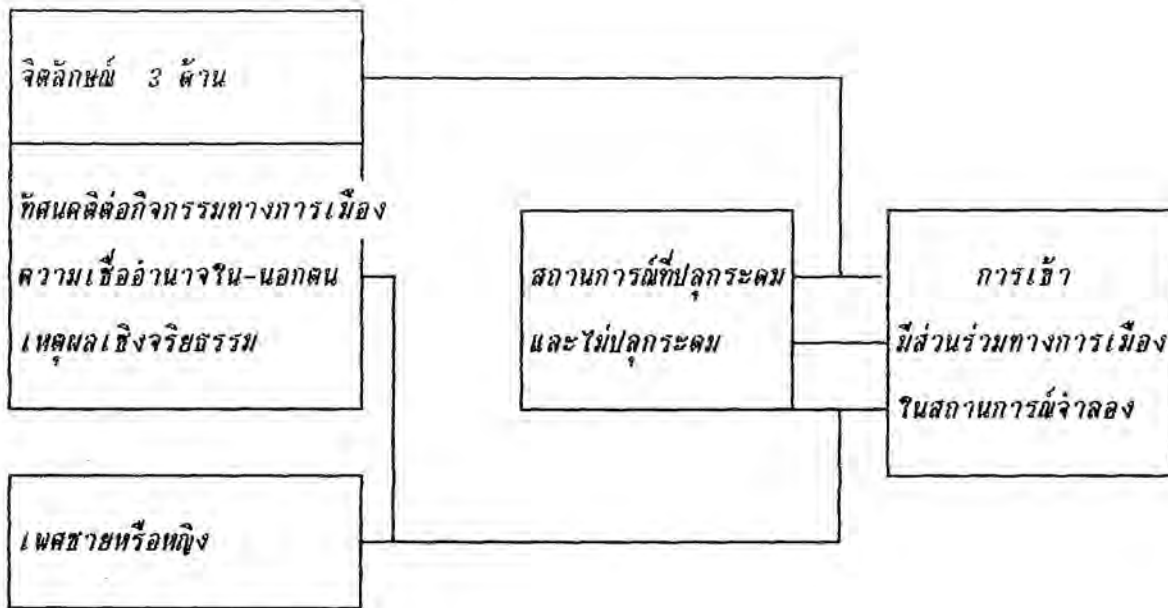 จิตลักษณ์ 3 ด้าน
ทัศนคติต่อกิจกรรมทางการเมือง
ความเชื่ออำนาจใน-นอกตน
เหตุผลเชิงจริยธรรม
เพศชายหรือหญิง
สถานการณ์ที่ปลุกระดม
และไม่ปลุกระดม
การเข้า
มีส่วนร่วมทางการเมือง
ในสถานการณ์จำลอง